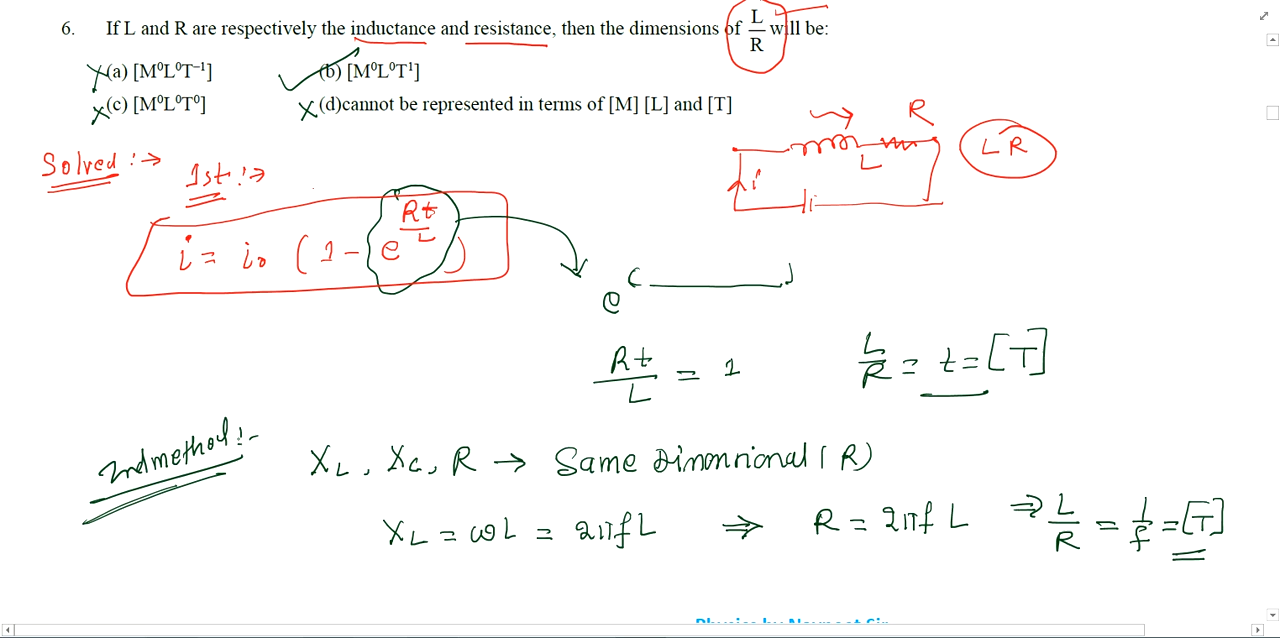 6. If L and R are respectively the inductance and resistance, then the dimensions of L/R will be:
(a) [M⁰L⁰T⁻¹] (b) [M⁰L⁰T¹]
(c) [M⁰L⁰T⁰] (d)cannot be represented in terms of [M] [L] and [T]
R
L
i
LR
Solved :→
1st :→
i = i₀ (1 - e^(Rt/L))
e^( )
Rt/L = 1 L/R = t = [T]
2nd method :-
X_L, X_C, R → Same Dimensional (R)
X_L = ωL = 2πfL ⇒ R = 2πf L ⇒ L/R = 1/f = [T]